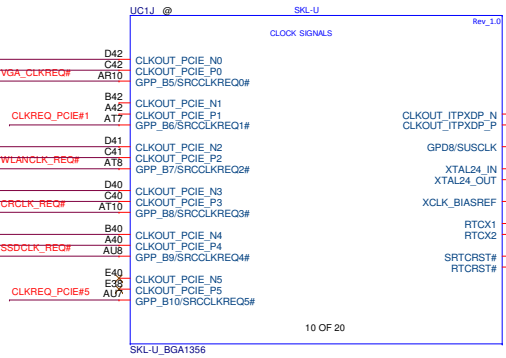 UC1J @ SKL-U
Rev_1.0
CLOCK SIGNALS
D42 CLKOUT_PCIE_N0
C42 CLKOUT_PCIE_P0
VGA_CLKREQ# AR10 GPP_B5/SRCCLKREQ0#
B42 CLKOUT_PCIE_N1
A42 CLKOUT_PCIE_P1 CLKOUT_ITPXDP_N
CLKREQ_PCIE#1 AT7 GPP_B6/SRCCLKREQ1# CLKOUT_ITPXDP_P
D41 CLKOUT_PCIE_N2 GPD8/SUSCLK
C41 CLKOUT_PCIE_P2
WLANCLK_REQ# AT8 GPP_B7/SRCCLKREQ2# XTAL24_IN
XTAL24_OUT
D40 CLKOUT_PCIE_N3
C40 CLKOUT_PCIE_P3 XCLK_BIASREF
CRCLK_REQ# AT10 GPP_B8/SRCCLKREQ3#
RTCX1
B40 CLKOUT_PCIE_N4 RTCX2
A40 CLKOUT_PCIE_P4
SSDCLK_REQ# AU8 GPP_B9/SRCCLKREQ4# SRTCRST#
RTCRST#
E40 CLKOUT_PCIE_N5
E38 CLKOUT_PCIE_P5
CLKREQ_PCIE#5 AU7 GPP_B10/SRCCLKREQ5#
10 OF 20
SKL-U_BGA1356